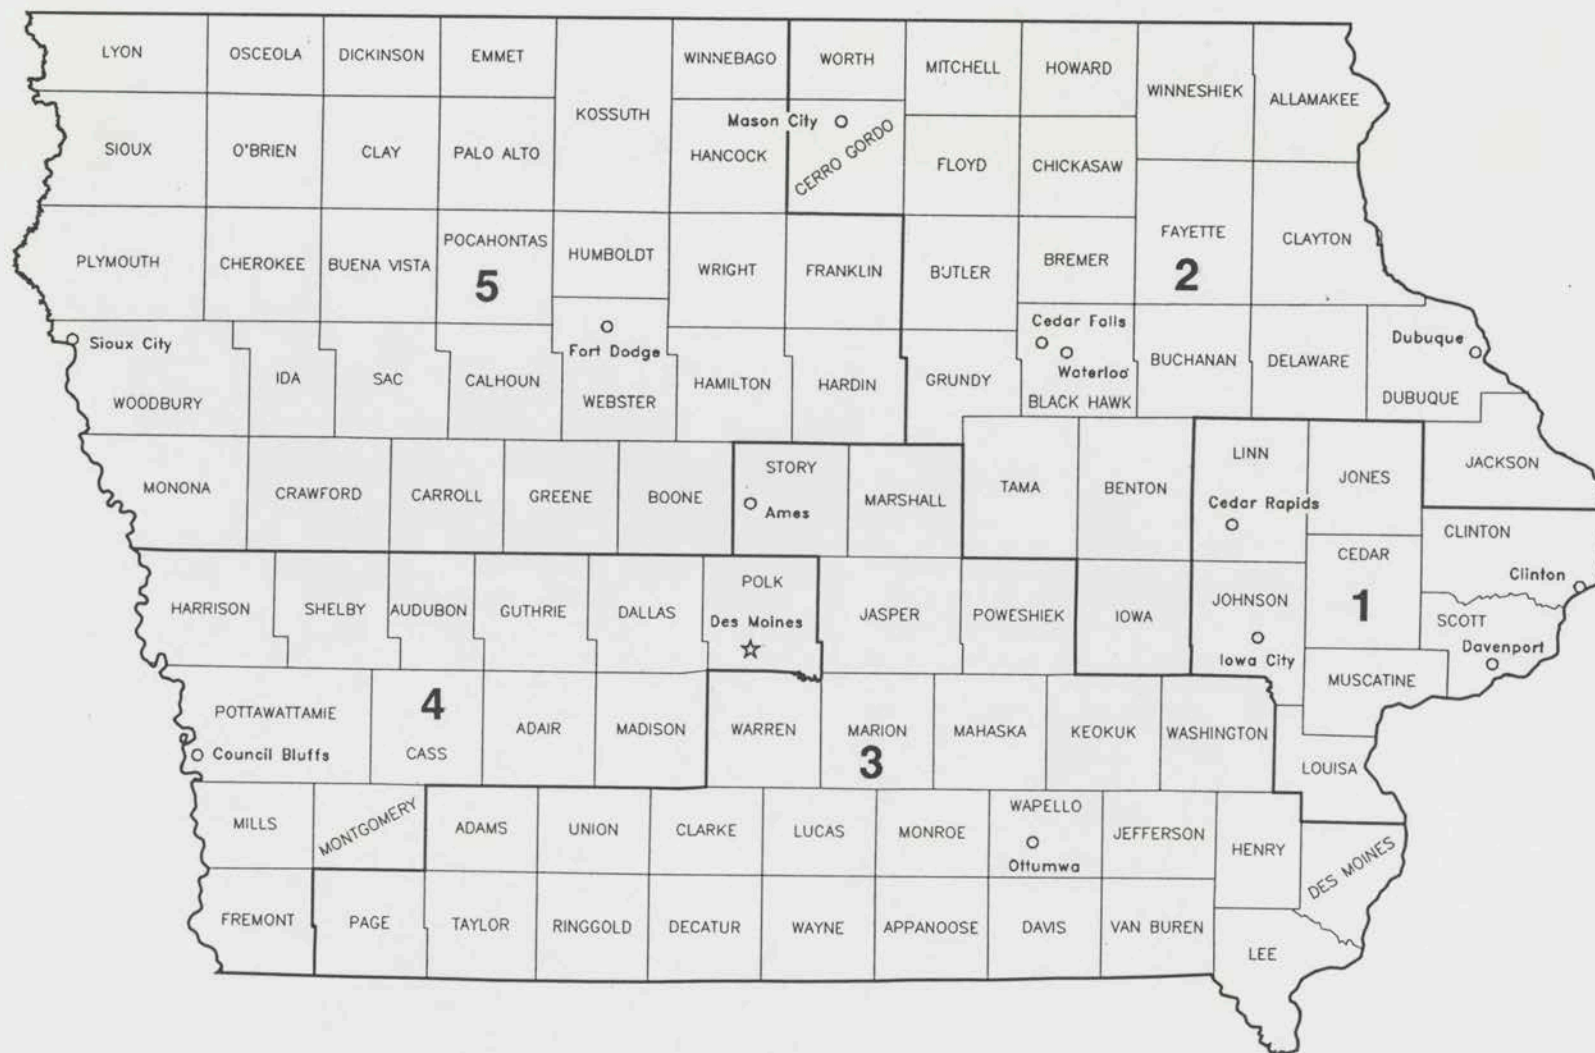 LYON
OSCEOLA
DICKINSON
EMMET
KOSSUTH
WINNEBAGO
WORTH
MITCHELL
HOWARD
WINNESHIEK
ALLAMAKEE
SIOUX
O'BRIEN
CLAY
PALO ALTO
HANCOCK
Mason City
CERRO GORDO
FLOYD
CHICKASAW
PLYMOUTH
CHEROKEE
BUENA VISTA
POCAHONTAS
5
HUMBOLDT
WRIGHT
FRANKLIN
BUTLER
BREMER
FAYETTE
2
CLAYTON
Sioux City
WOODBURY
IDA
SAC
CALHOUN
Fort Dodge
WEBSTER
HAMILTON
HARDIN
GRUNDY
Cedar Falls
Waterloo
BLACK HAWK
BUCHANAN
DELAWARE
Dubuque
DUBUQUE
MONONA
CRAWFORD
CARROLL
GREENE
BOONE
STORY
Ames
MARSHALL
TAMA
BENTON
LINN
Cedar Rapids
JONES
JACKSON
HARRISON
SHELBY
AUDUBON
GUTHRIE
DALLAS
POLK
Des Moines
JASPER
POWESHIEK
IOWA
JOHNSON
Iowa City
CEDAR
1
CLINTON
Clinton
SCOTT
Davenport
MUSCATINE
POTTAWATTAMIE
Council Bluffs
4
CASS
ADAIR
MADISON
WARREN
MARION
3
MAHASKA
KEOKUK
WASHINGTON
LOUISA
MILLS
MONTGOMERY
ADAMS
UNION
CLARKE
LUCAS
MONROE
WAPELLO
Ottumwa
JEFFERSON
HENRY
DES MOINES
FREMONT
PAGE
TAYLOR
RINGGOLD
DECATUR
WAYNE
APPANOOSE
DAVIS
VAN BUREN
LEE